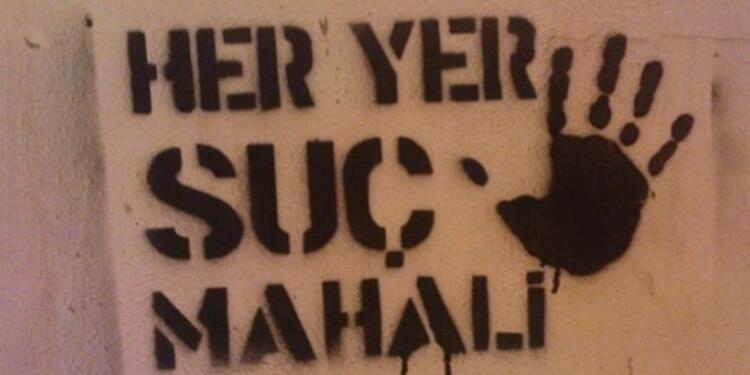 HER YER
SUÇ
MAHALİ